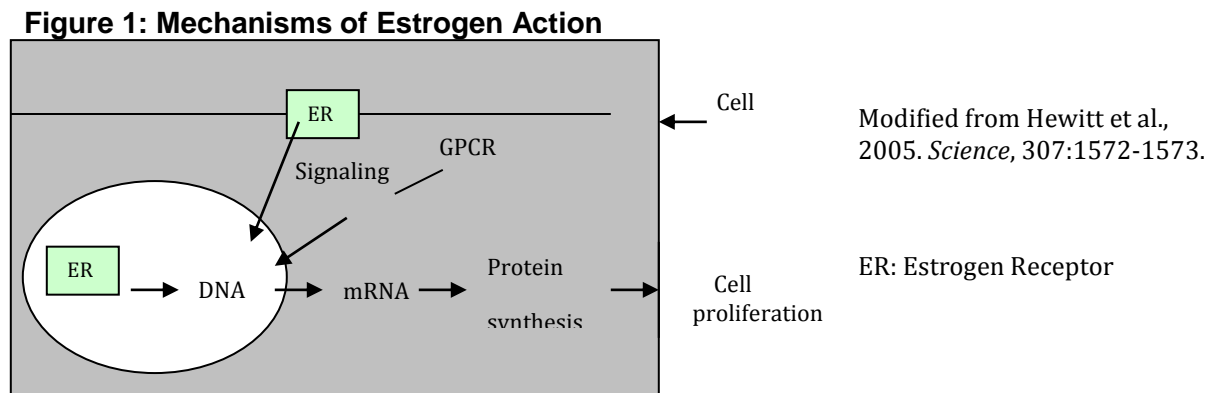 Figure 1: Mechanisms of Estrogen Action
ER
Cell
Modified from Hewitt et al.,
2005. Science, 307:1572-1573.
GPCR
Signaling
ER
DNA
mRNA
Protein
synthesis
Cell
proliferation
ER: Estrogen Receptor